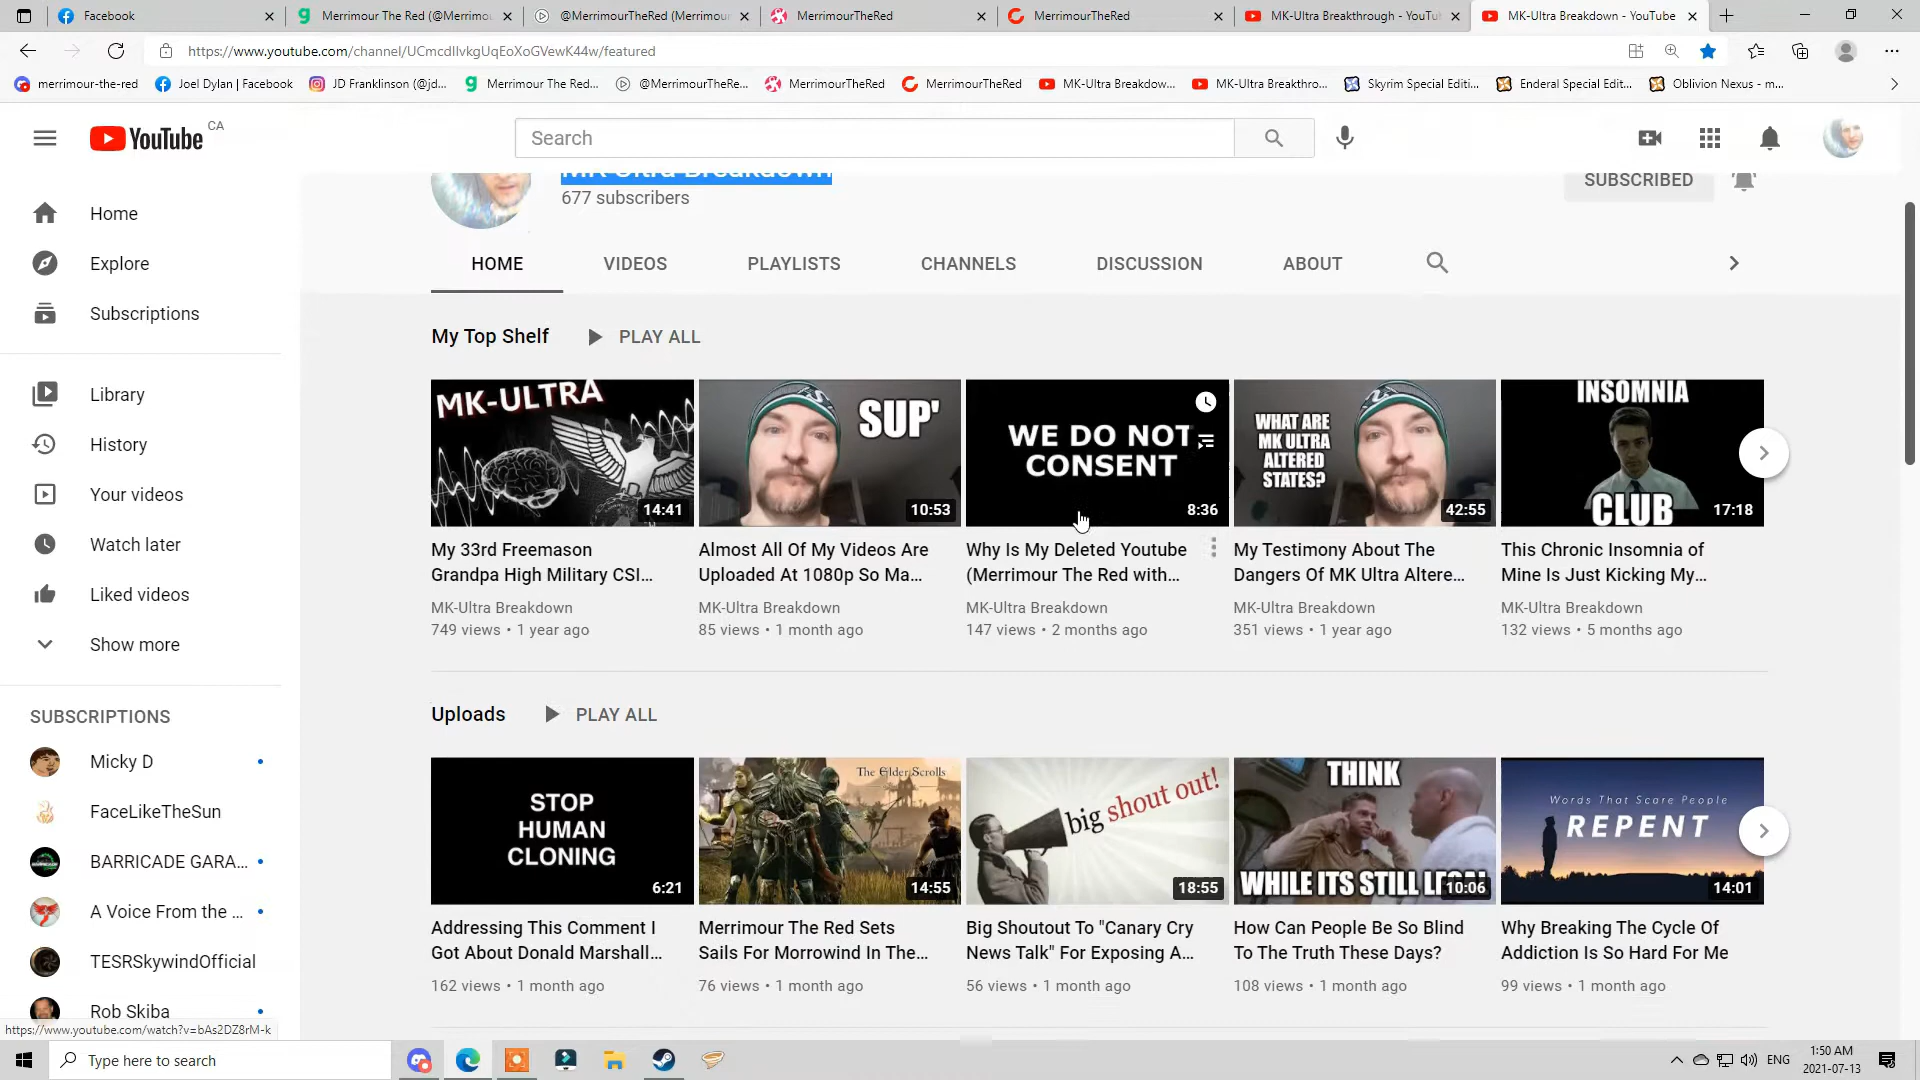 Facebook
Merrimour The Red (@Merrimo
@MerrimourTheRed (Merrimour
MerrimourTheRed
MerrimourTheRed
MK-Ultra Breakthrough - YouTu
MK-Ultra Breakdown - YouTube
https://www.youtube.com/channel/UCmcdIlvkgUqEoXoGVewK44w/featured
merrimour-the-red
Joel Dylan | Facebook
JD Franklinson (@jd...
Merrimour The Red...
@MerrimourTheRe...
MerrimourTheRed
MerrimourTheRed
MK-Ultra Breakdow...
MK-Ultra Breakthro...
Skyrim Special Editi...
Enderal Special Edit...
Oblivion Nexus - m...
YouTube CA
Search
MK-Ultra Breakdown
677 subscribers
SUBSCRIBED
HOME
VIDEOS
PLAYLISTS
CHANNELS
DISCUSSION
ABOUT
Home
Explore
Subscriptions
Library
History
Your videos
Watch later
Liked videos
Show more
SUBSCRIPTIONS
Micky D
FaceLikeTheSun
BARRICADE GARA...
A Voice From the ...
TESRSkywindOfficial
Rob Skiba
My Top Shelf
PLAY ALL
MK-ULTRA
14:41
My 33rd Freemason
Grandpa High Military CSI...
MK-Ultra Breakdown
749 views • 1 year ago
SUP'
10:53
Almost All Of My Videos Are
Uploaded At 1080p So Ma...
MK-Ultra Breakdown
85 views • 1 month ago
WE DO NOT
CONSENT
8:36
Why Is My Deleted Youtube
(Merrimour The Red with...
MK-Ultra Breakdown
147 views • 2 months ago
WHAT ARE
MK ULTRA
ALTERED
STATES?
42:55
My Testimony About The
Dangers Of MK Ultra Altere...
MK-Ultra Breakdown
351 views • 1 year ago
INSOMNIA
CLUB
17:18
This Chronic Insomnia of
Mine Is Just Kicking My...
MK-Ultra Breakdown
132 views • 5 months ago
Uploads
PLAY ALL
STOP
HUMAN
CLONING
6:21
Addressing This Comment I
Got About Donald Marshall...
162 views • 1 month ago
The Elder Scrolls
14:55
Merrimour The Red Sets
Sails For Morrowind In The...
76 views • 1 month ago
big shout out!
18:55
Big Shoutout To "Canary Cry
News Talk" For Exposing A...
56 views • 1 month ago
THINK
WHILE ITS STILL LEGAL
10:06
How Can People Be So Blind
To The Truth These Days?
108 views • 1 month ago
Words That Scare People
REPENT
14:01
Why Breaking The Cycle Of
Addiction Is So Hard For Me
99 views • 1 month ago
https://www.youtube.com/watch?v=bAs2DZ8rM-k
Type here to search
ENG
1:50 AM
2021-07-13